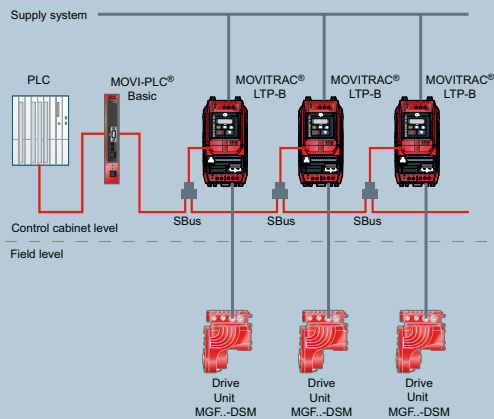 Supply system
PLC
MOVI-PLC®
Basic
MOVITRAC®
LTP-B
MOVITRAC®
LTP-B
MOVITRAC®
LTP-B
SBus
SBus
SBus
Control cabinet level
Field level
Drive
Unit
MGF..-DSM
Drive
Unit
MGF..-DSM
Drive
Unit
MGF..-DSM